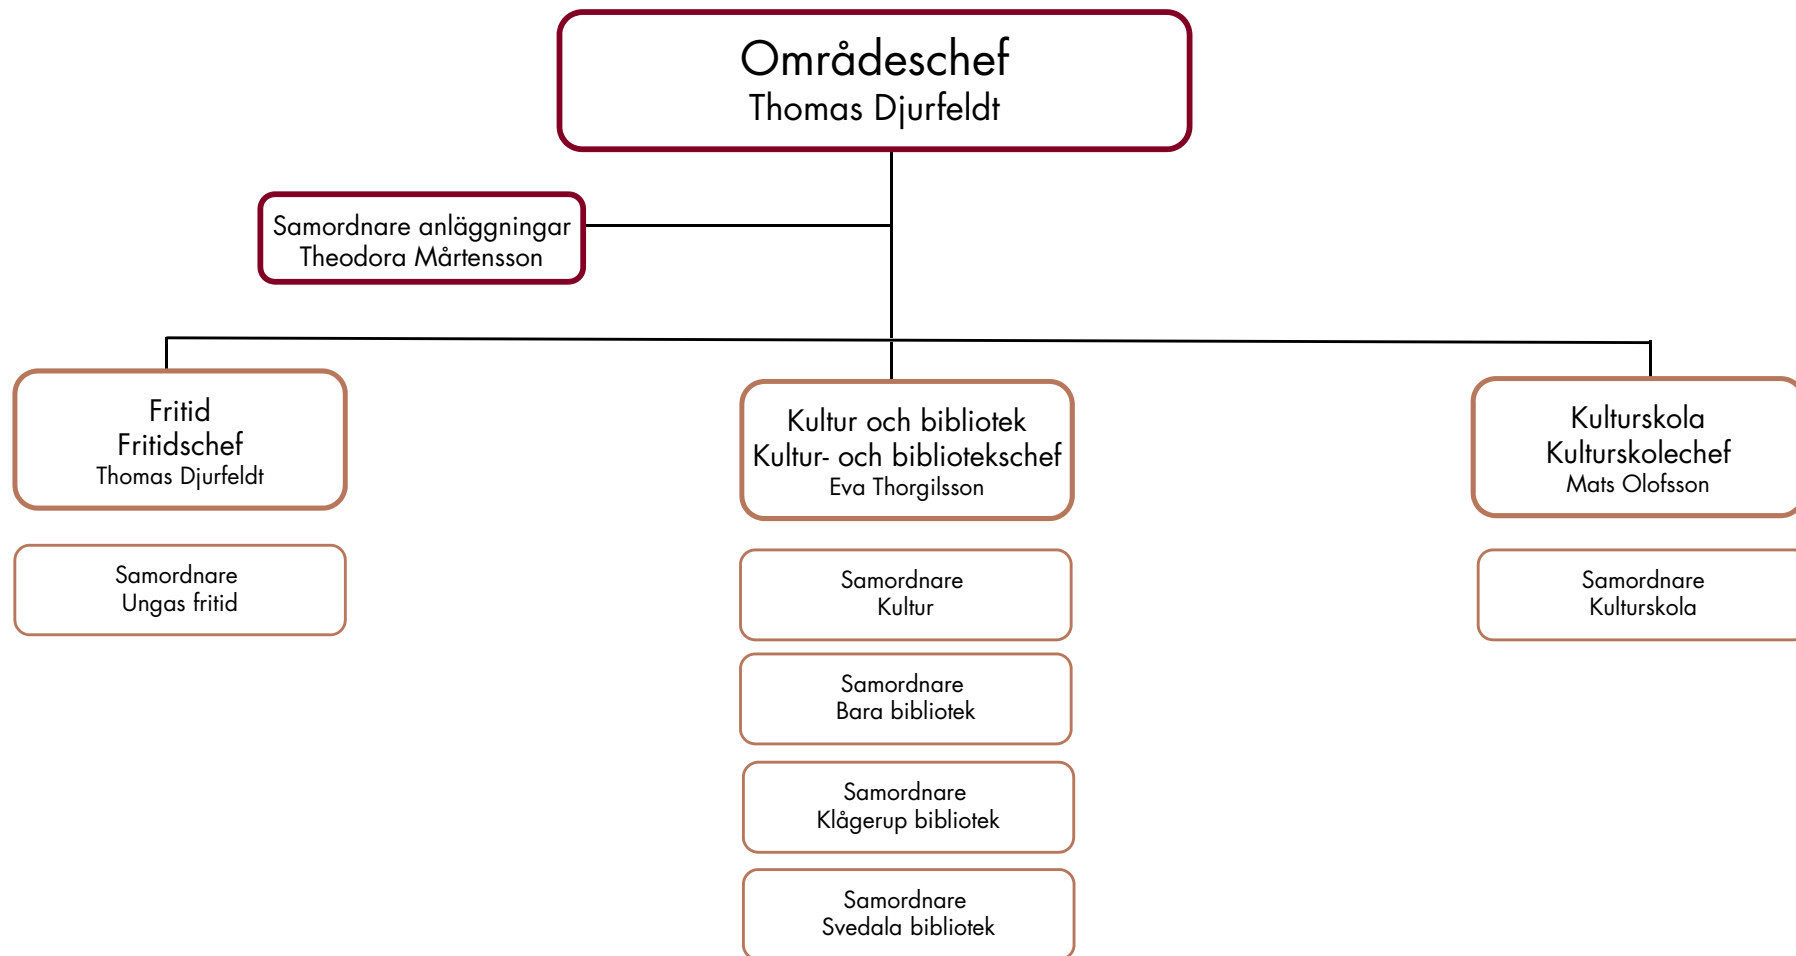 Områdeschef
Thomas Djurfeldt
Samordnare anläggningar
Theodora Mårtensson
Fritid
Fritidschef
Thomas Djurfeldt
Kultur och bibliotek
Kultur- och bibliotekschef
Eva Thorgilsson
Kulturskola
Kulturskolechef
Mats Olofsson
Samordnare
Ungas fritid
Samordnare
Kultur
Samordnare
Kulturskola
Samordnare
Bara bibliotek
Samordnare
Klågerup bibliotek
Samordnare
Svedala bibliotek